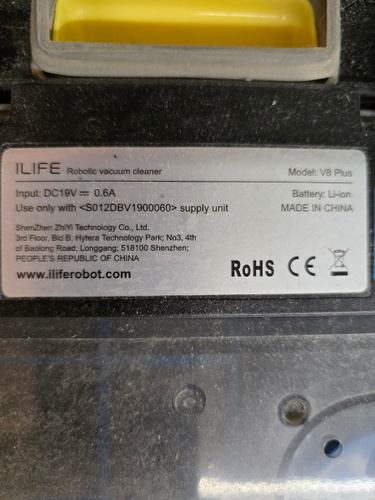 ILIFE Robotic vacuum cleaner Model: V8 Plus
Input: DC19V⎓ 0.6A Battery: Li-ion
Use only with <S012DBV1900060> supply unit MADE IN CHINA
ShenZhen ZhiYi Technology Co., Ltd.
3rd Floor, Bld B, Hytera Technology Park; No3, 4th
of Baolong Road; Longgang; 518100 Shenzhen;
PEOPLE'S REPUBLIC OF CHINA
www.iliferobot.com RoHS CE